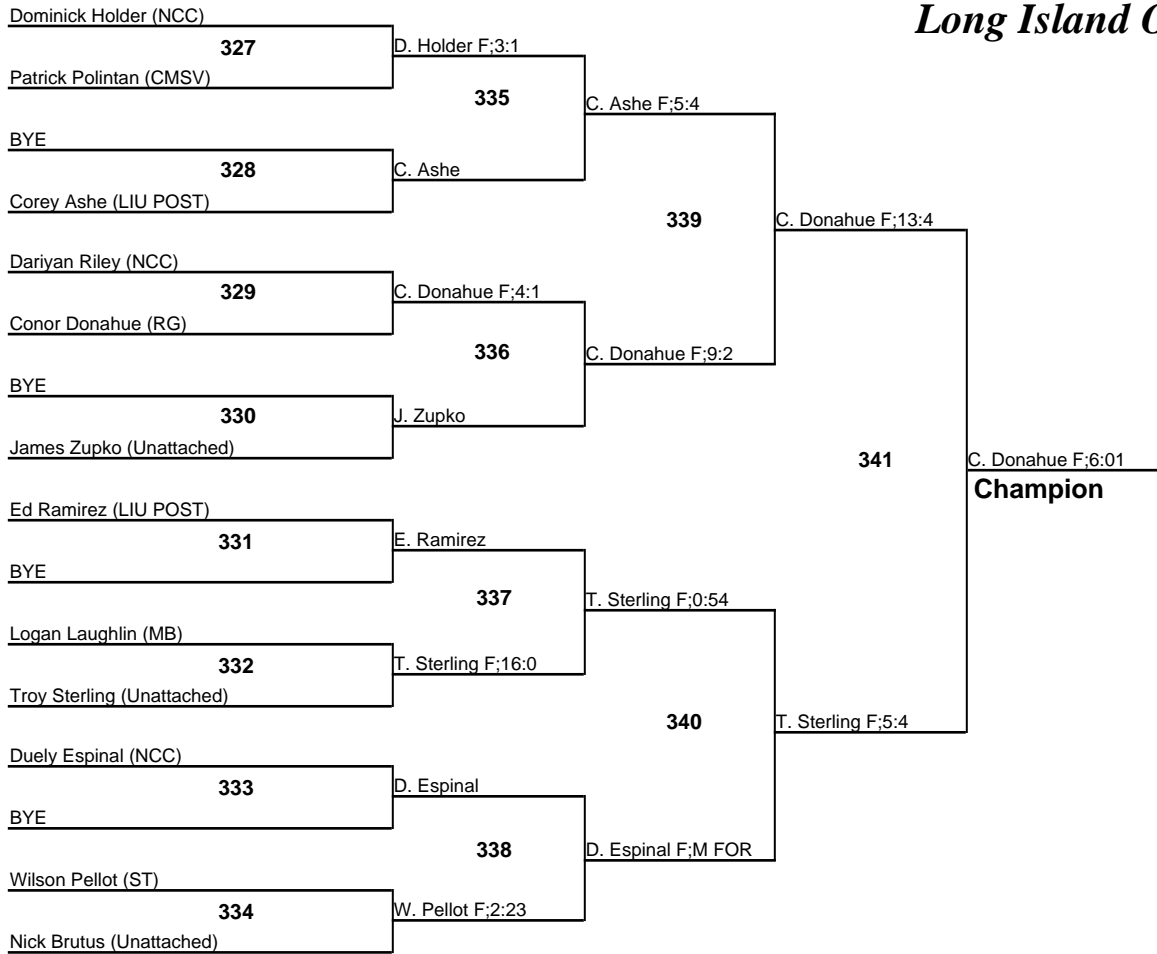 Long Island
Dominick Holder (NCC)
327
D. Holder F;3:1
Patrick Polintan (CMSV)
335
C. Ashe F;5:4
BYE
328
C. Ashe
Corey Ashe (LIU POST)
339
C. Donahue F;13:4
Dariyan Riley (NCC)
329
C. Donahue F;4:1
Conor Donahue (RG)
336
C. Donahue F;9:2
BYE
330
J. Zupko
James Zupko (Unattached)
341
C. Donahue F;6:01
Champion
Ed Ramirez (LIU POST)
331
E. Ramirez
BYE
337
T. Sterling F;0:54
Logan Laughlin (MB)
332
T. Sterling F;16:0
Troy Sterling (Unattached)
340
T. Sterling F;5:4
Duely Espinal (NCC)
333
D. Espinal
BYE
338
D. Espinal F;M FOR
Wilson Pellot (ST)
334
W. Pellot F;2:23
Nick Brutus (Unattached)